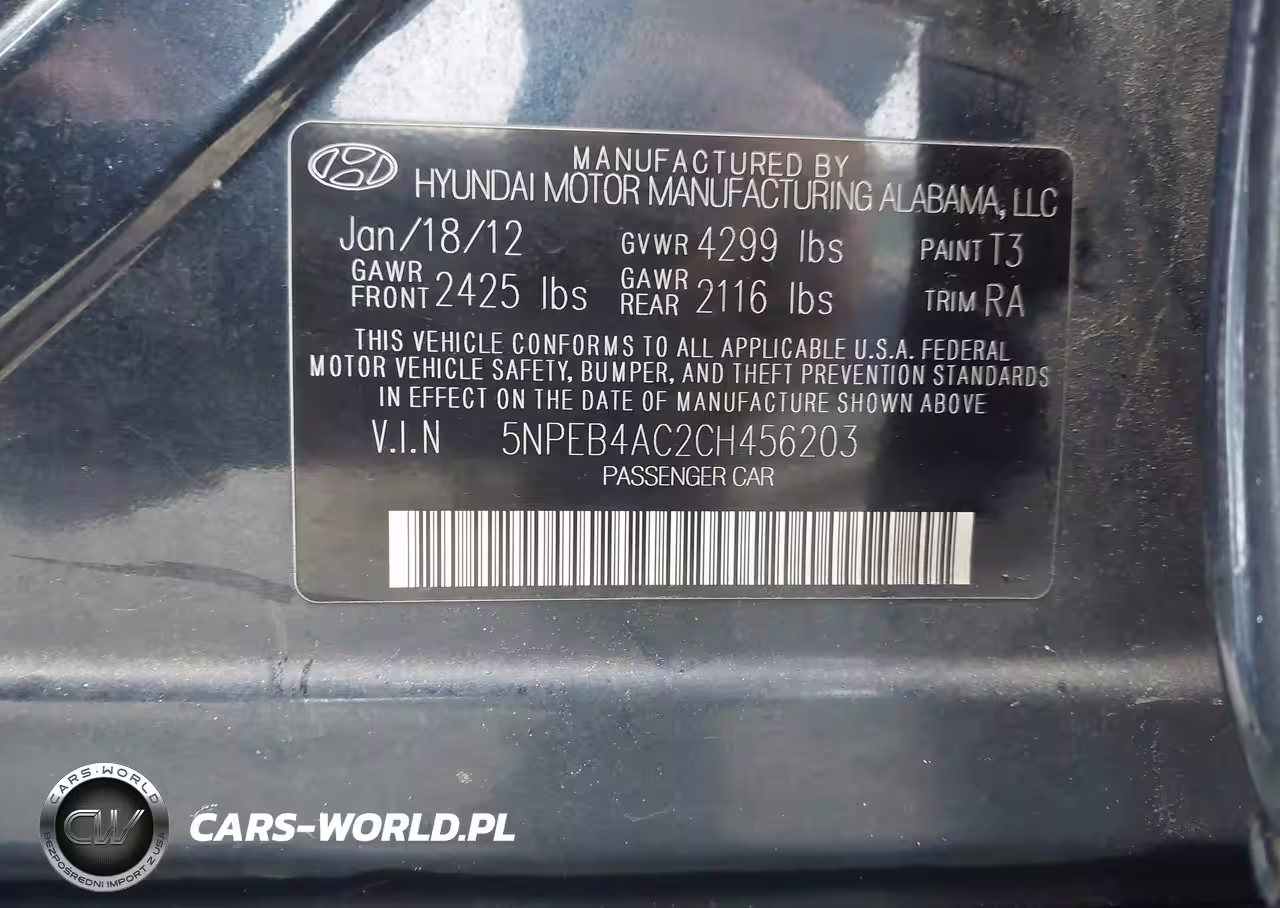 MANUFACTURED BY
HYUNDAI MOTOR MANUFACTURING ALABAMA, LLC
Jan/18/12 GVWR 4299 lbs PAINT T3
GAWR FRONT 2425 lbs GAWR REAR 2116 lbs TRIM RA
THIS VEHICLE CONFORMS TO ALL APPLICABLE U.S.A. FEDERAL
MOTOR VEHICLE SAFETY, BUMPER, AND THEFT PREVENTION STANDARDS
IN EFFECT ON THE DATE OF MANUFACTURE SHOWN ABOVE
V.I.N 5NPEB4AC2CH456203
PASSENGER CAR
CARS-WORLD
CW
BEZPOŚREDNI IMPORT Z USA
CARS-WORLD.PL